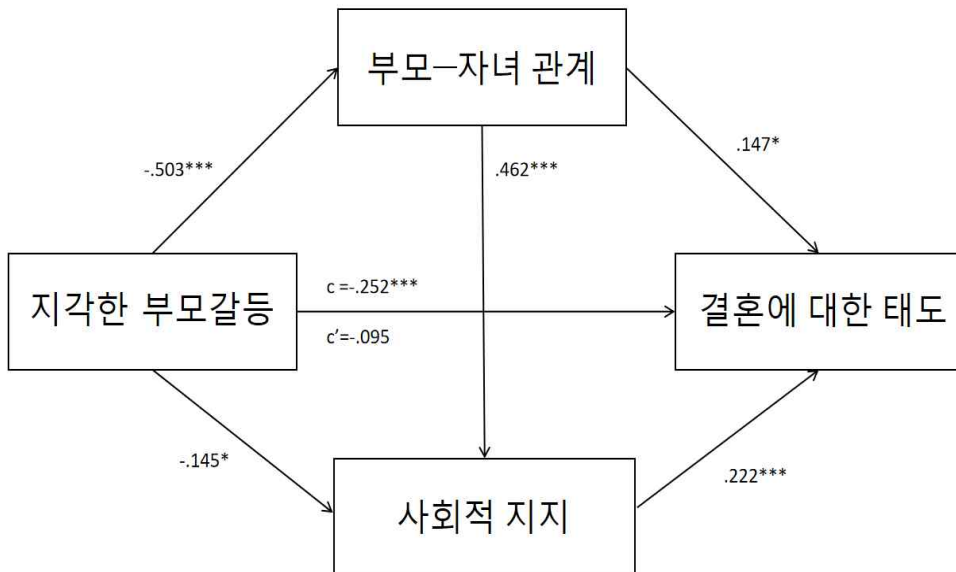 부모—자녀 관계
-.503***
.462***
.147*
지각한 부모갈등
c =-.252***
c’=-.095
결혼에 대한 태도
-.145*
.222***
사회적 지지